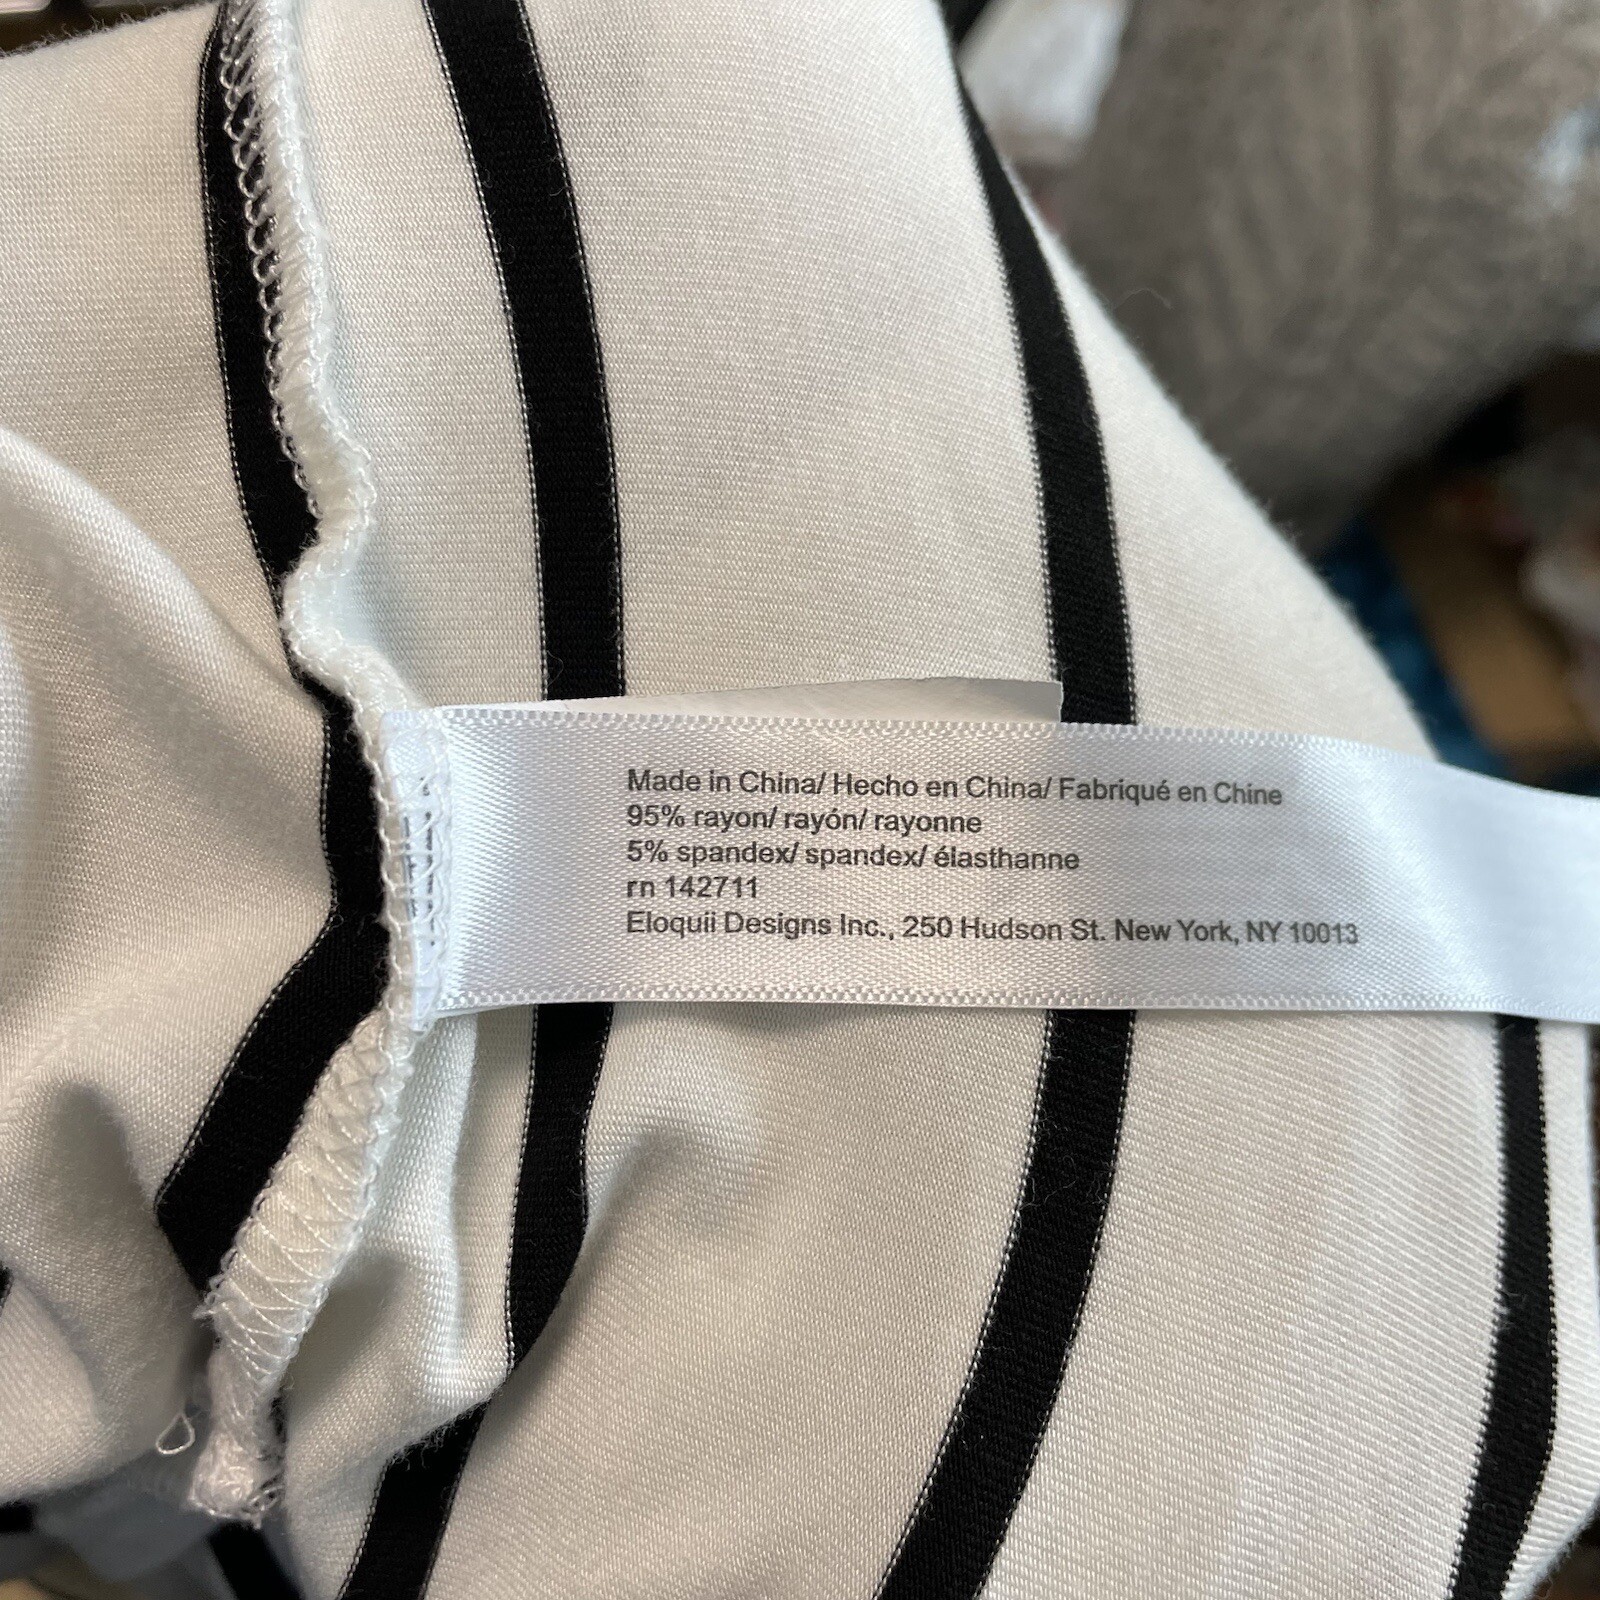 Made in China/ Hecho en China/ Fabriqué en Chine
95% rayon/ rayón/ rayonne
5% spandex/ spandex/ élasthanne
rn 142711
Eloquii Designs Inc., 250 Hudson St. New York, NY 10013